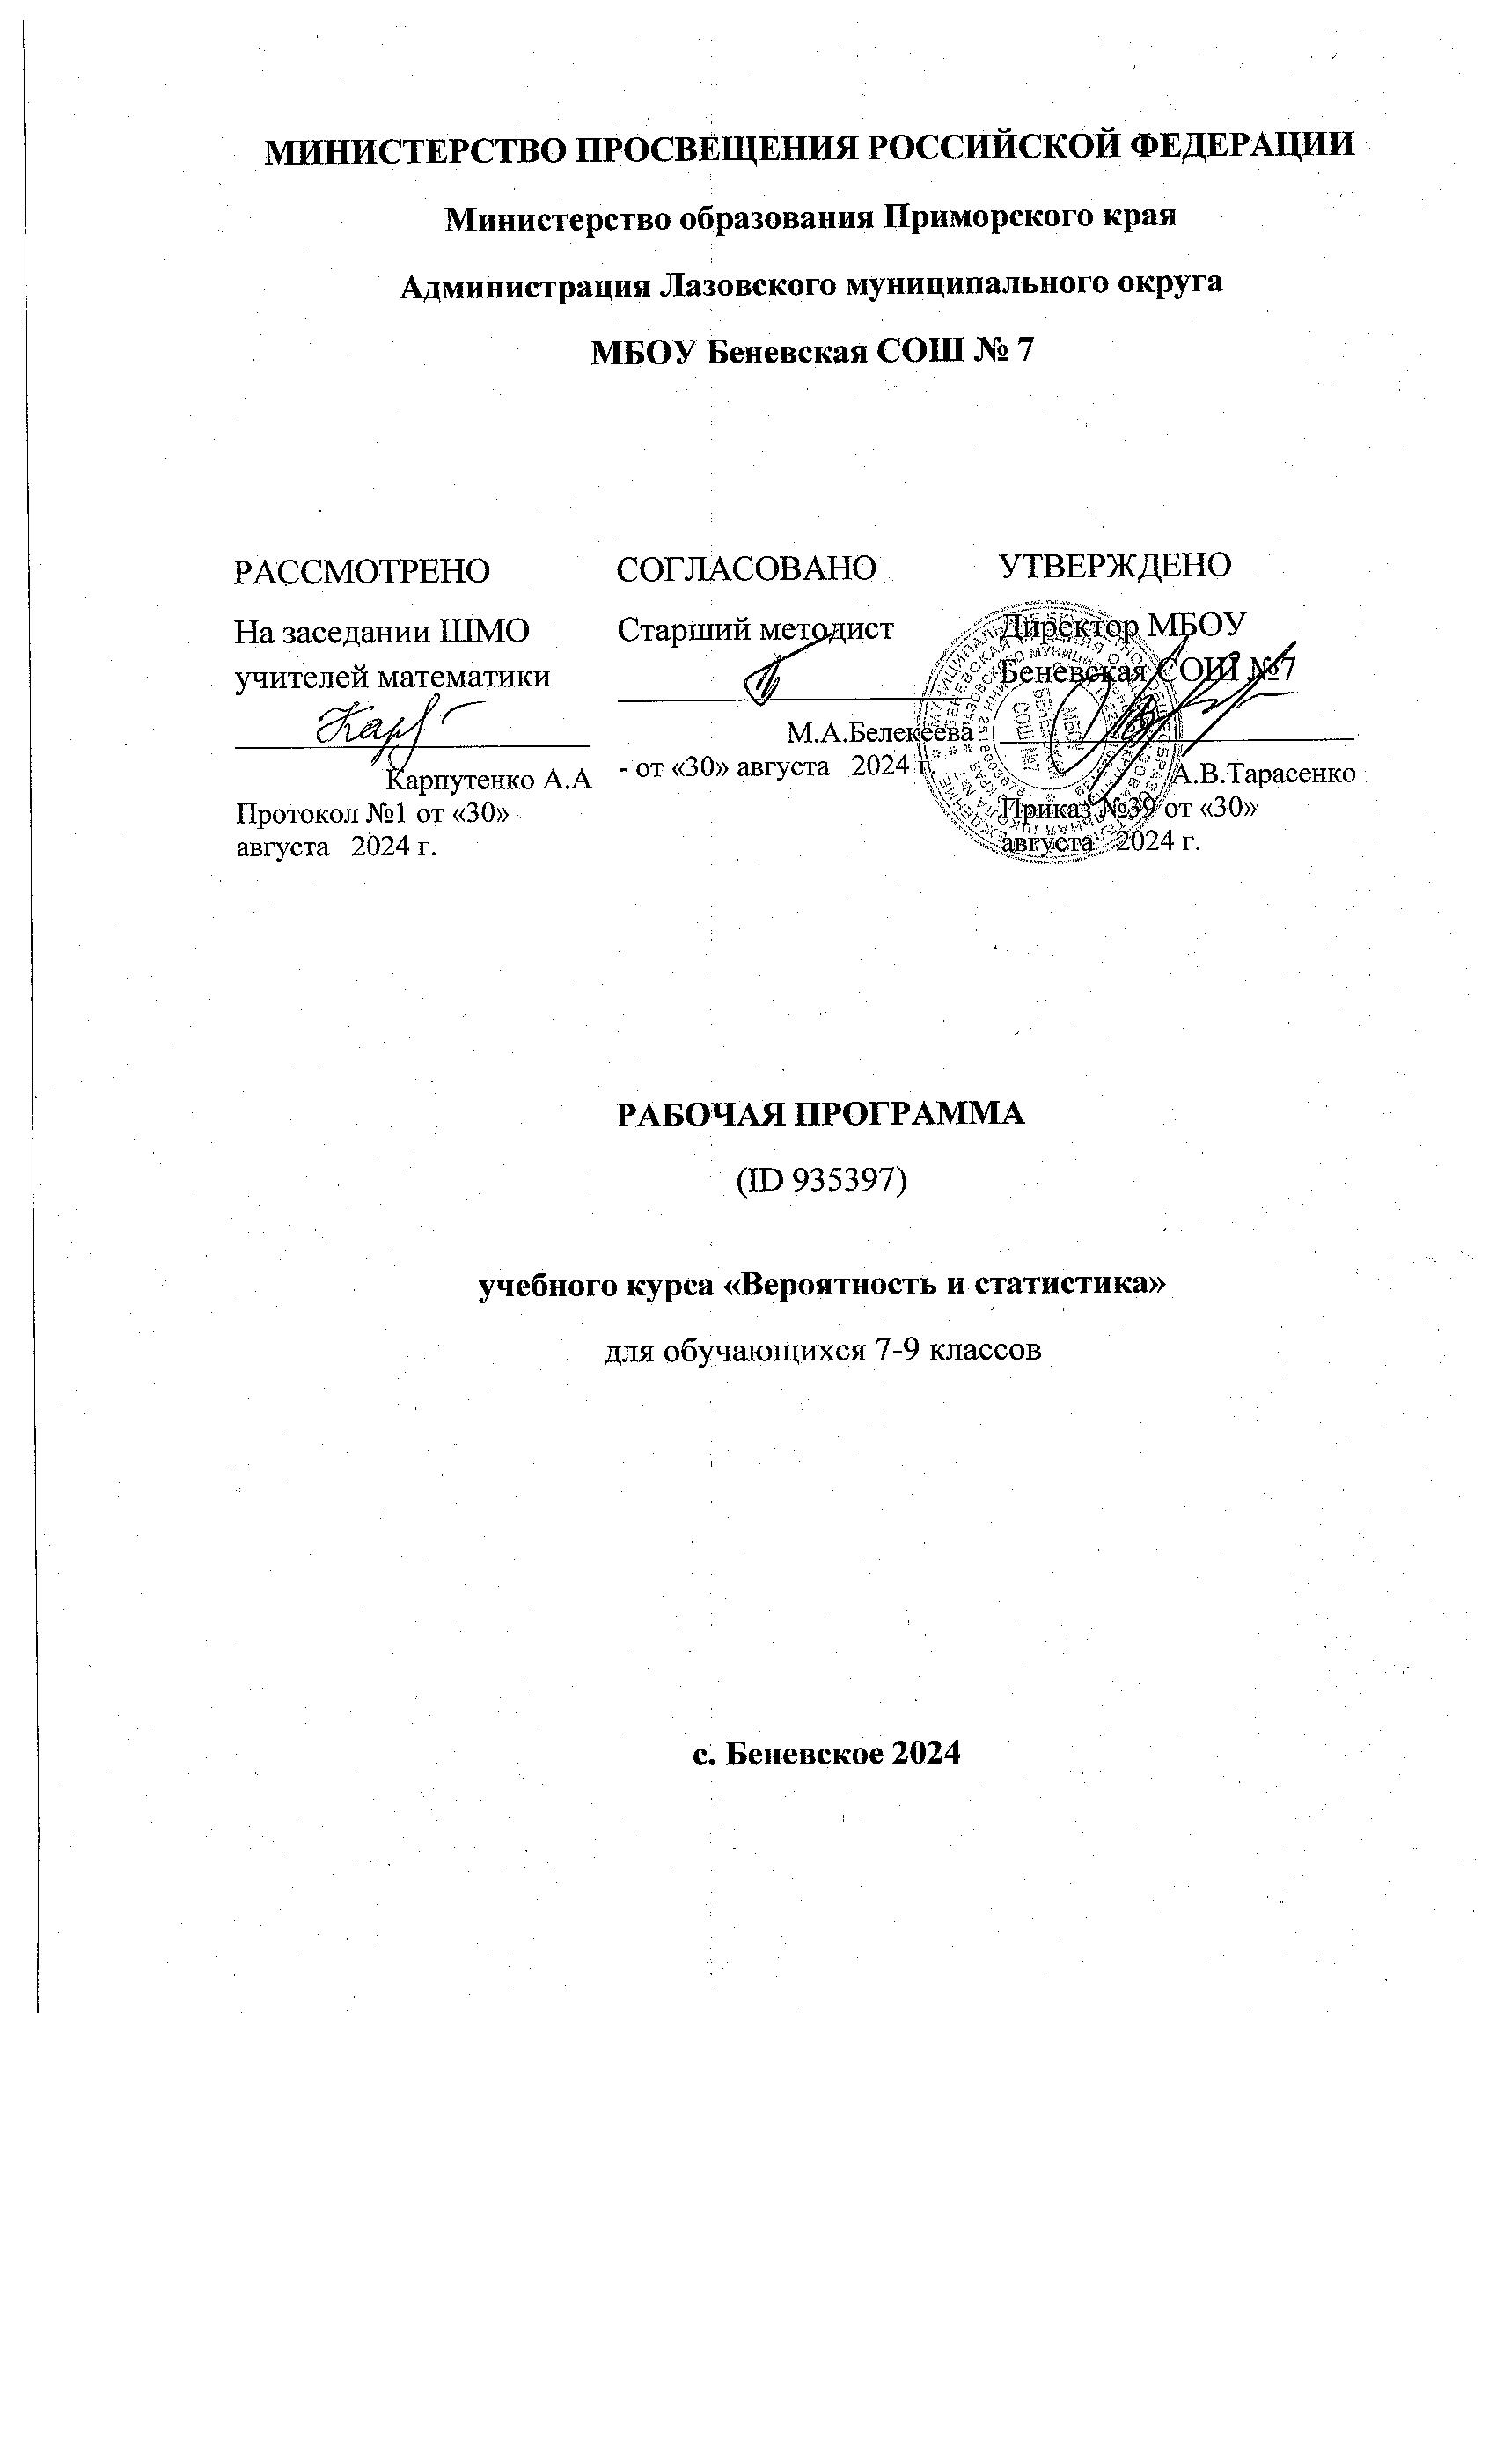 МИНИСТЕРСТВО ПРОСВЕЩЕНИЯ РОССИЙСКОЙ ФЕДЕРАЦИИ
Министерство образования Приморского края
Администрация Лазовского муниципального округа
МБОУ Беневская СОШ № 7
РАССМОТРЕНО
На заседании ШМО
учителей математики
Карпутенко А.А
Протокол №1 от «30»
августа 2024 г.
СОГЛАСОВАНО
Старший методист
М.А.Белекеева
- от «30» августа 2024 г.
УТВЕРЖДЕНО
Директор МБОУ
Беневская СОШ №7
А.В.Тарасенко
Приказ №39 от «30»
августа 2024 г.
РАБОЧАЯ ПРОГРАММА
(ID 935397)
учебного курса «Вероятность и статистика»
для обучающихся 7-9 классов
с. Беневское 2024